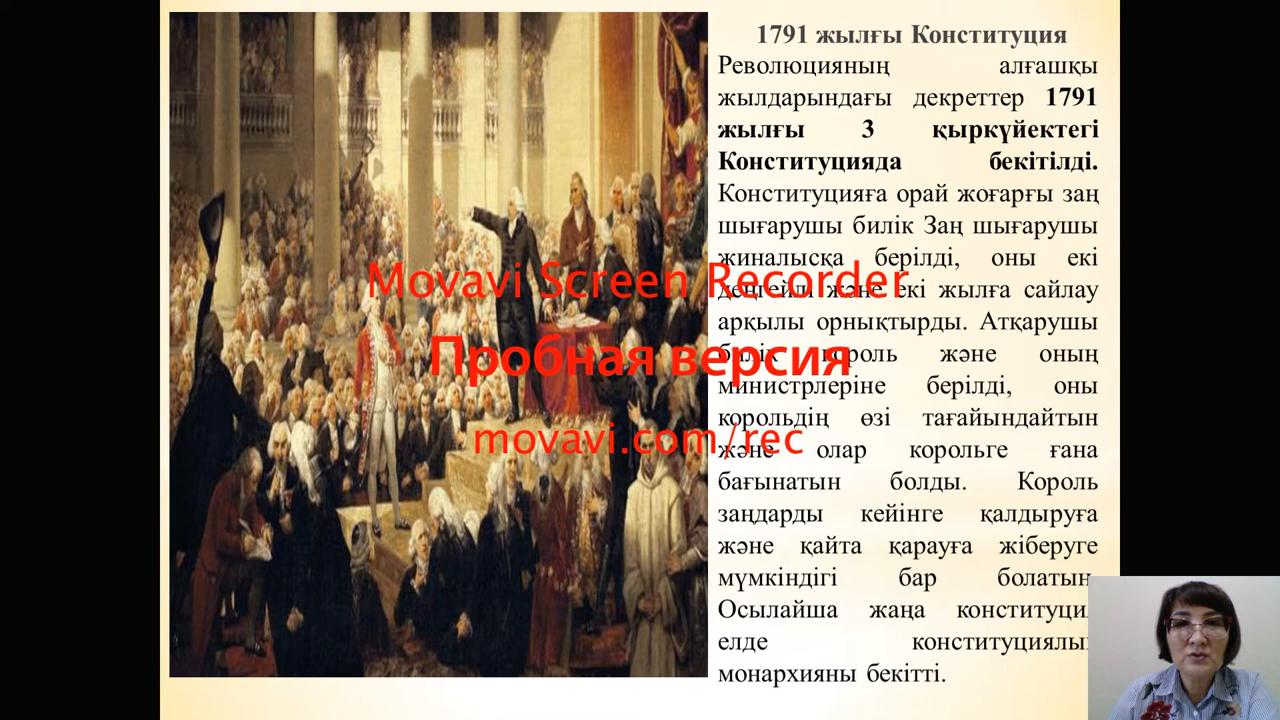 1791 жылғы Конституция
Революцияның алғашқы
жылдарындағы декреттер 1791
жылғы 3 қыркүйектегі
Конституцияда бекітілді.
Конституцияға орай жоғарғы заң
шығарушы билік Заң шығарушы
жиналысқа берілді, оны екі
деңгейлі және екі жылға сайлау
арқылы орнықтырды. Атқарушы
билік король және оның
министрлеріне берілді, оны
корольдің өзі тағайындайтын
және олар корольге ғана
бағынатын болды. Король
заңдарды кейінге қалдыруға
және қайта қарауға жіберуге
мүмкіндігі бар болатын.
Осылайша жаңа конституция
елде конституциялық
монархияны бекітті.
Movavi Screen Recorder
Пробная версия
movavi.com/rec